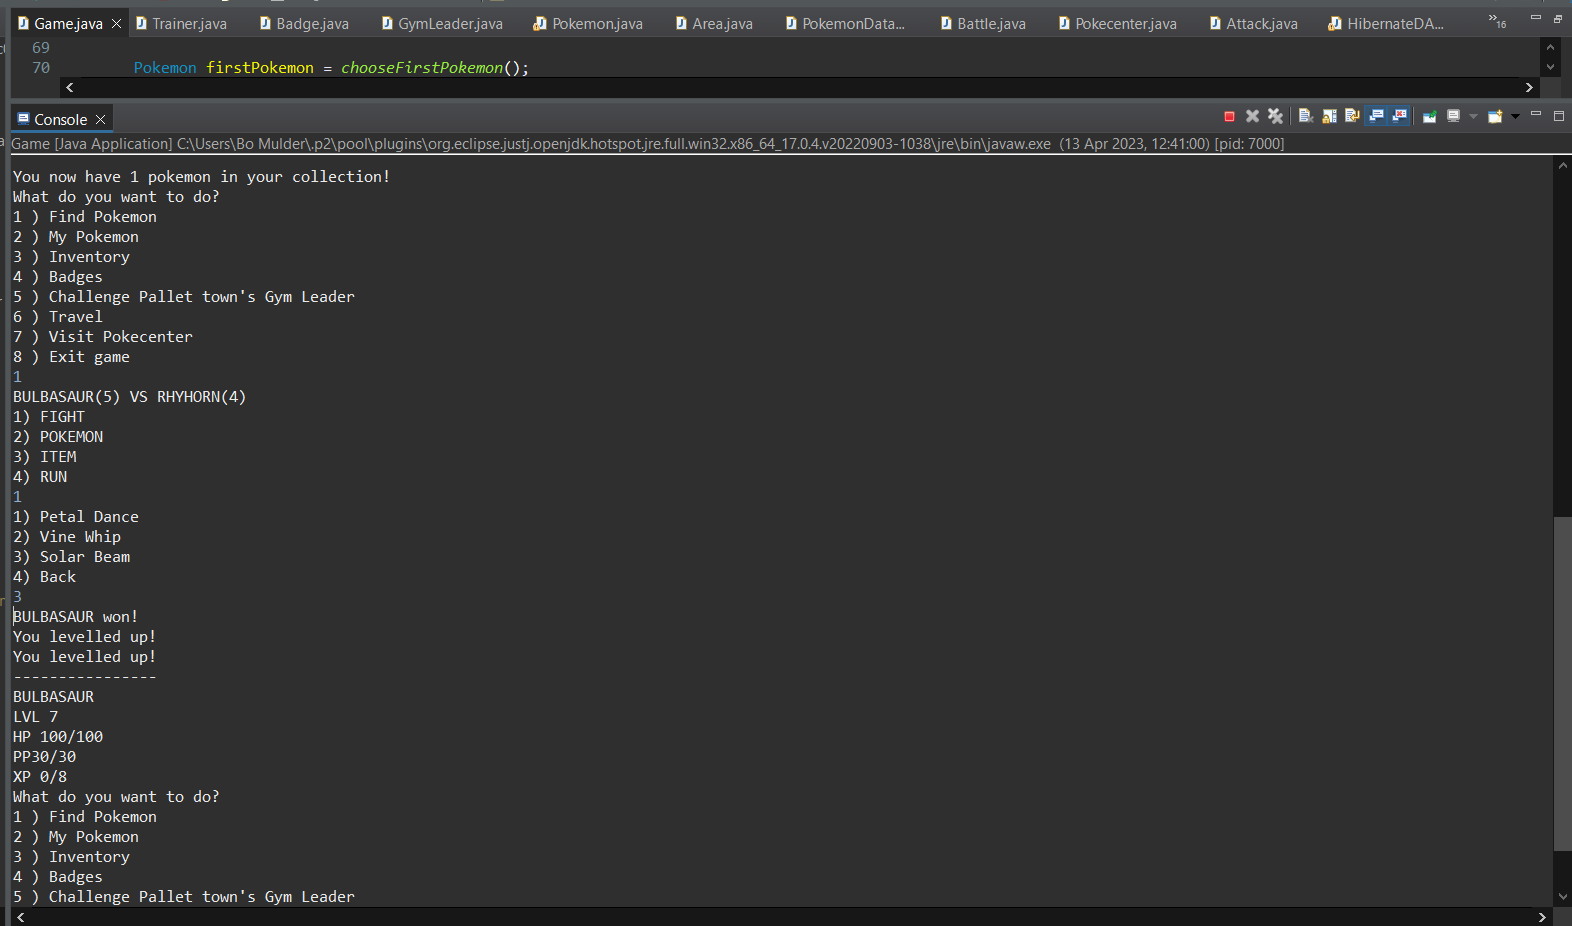 Game.java Trainer.java Badge.java GymLeader.java Pokemon.java Area.java PokemonData... Battle.java Pokecenter.java Attack.java HibernateDA... »16
69
70 Pokemon firstPokemon = chooseFirstPokemon();
Console
Game [Java Application] C:\Users\Bo Mulder\.p2\pool\plugins\org.eclipse.justj.openjdk.hotspot.jre.full.win32.x86_64_17.0.4.v20220903-1038\jre\bin\javaw.exe (13 Apr 2023, 12:41:00) [pid: 7000]
You now have 1 pokemon in your collection!
What do you want to do?
1 ) Find Pokemon
2 ) My Pokemon
3 ) Inventory
4 ) Badges
5 ) Challenge Pallet town's Gym Leader
6 ) Travel
7 ) Visit Pokecenter
8 ) Exit game
1
BULBASAUR(5) VS RHYHORN(4)
1) FIGHT
2) POKEMON
3) ITEM
4) RUN
1
1) Petal Dance
2) Vine Whip
3) Solar Beam
4) Back
3
BULBASAUR won!
You levelled up!
You levelled up!
----------------
BULBASAUR
LVL 7
HP 100/100
PP30/30
XP 0/8
What do you want to do?
1 ) Find Pokemon
2 ) My Pokemon
3 ) Inventory
4 ) Badges
5 ) Challenge Pallet town's Gym Leader